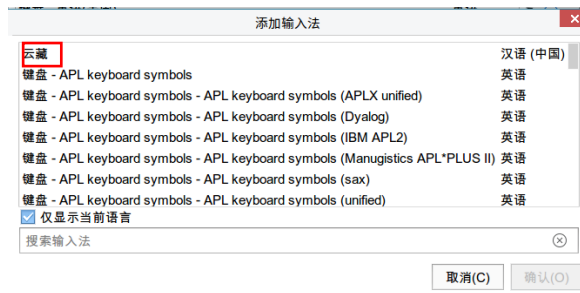 添加输入法
云藏 汉语 (中国)
键盘 - APL keyboard symbols 英语
键盘 - APL keyboard symbols - APL keyboard symbols (APLX unified) 英语
键盘 - APL keyboard symbols - APL keyboard symbols (Dyalog) 英语
键盘 - APL keyboard symbols - APL keyboard symbols (IBM APL2) 英语
键盘 - APL keyboard symbols - APL keyboard symbols (Manugistics APL*PLUS II) 英语
键盘 - APL keyboard symbols - APL keyboard symbols (sax) 英语
键盘 - APL keyboard symbols - APL keyboard symbols (unified) 英语
仅显示当前语言
搜索输入法
取消(C) 确认(O)